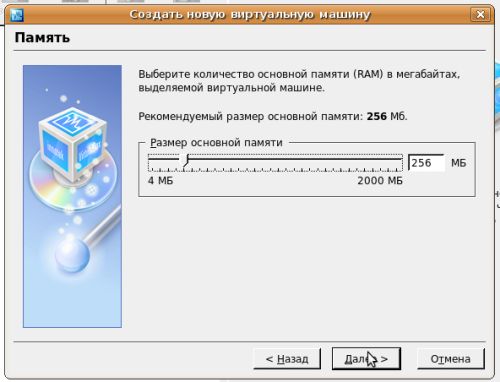 Создать новую виртуальную машину
Память
Выберите количество основной памяти (RAM) в мегабайтах,
выделяемой виртуальной машине.
Рекомендуемый размер основной памяти: 256 Мб.
Размер основной памяти
256 МБ
4 МБ 2000 МБ
< Назад Далее > Отмена